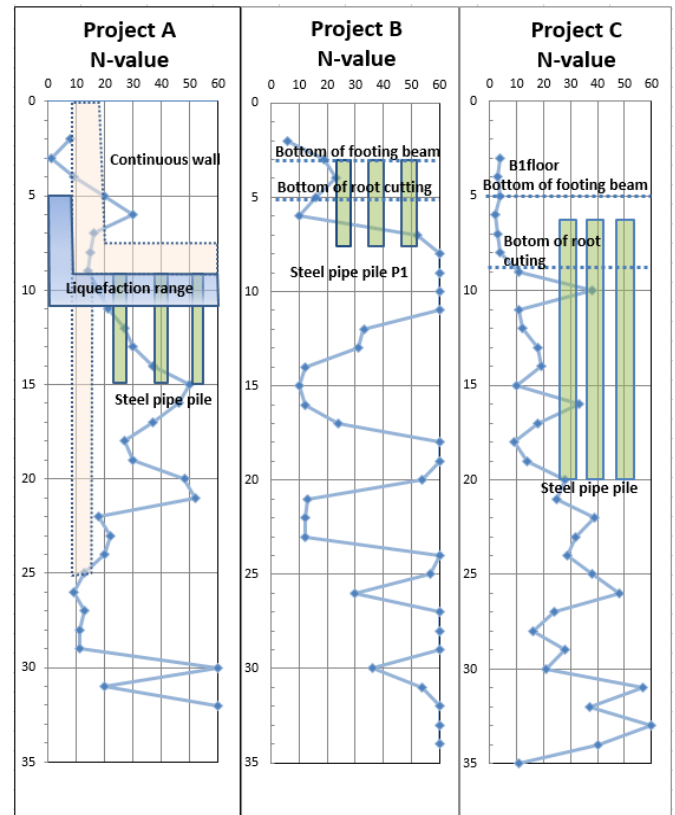 Project A
N-value
0 10 20 30 40 50 60
0
5
10
15
20
25
30
35
Continuous wall
Liquefaction range
Steel pipe pile
Project B
N-value
0 10 20 30 40 50 60
0
5
10
15
20
25
30
35
Bottom of footing beam
Bottom of root cutting
Steel pipe pile P1
Project C
N-value
0 10 20 30 40 50 60
0
5
10
15
20
25
30
35
B1floor
Bottom of footing beam
Botom of root
cuting
Steel pipe pile